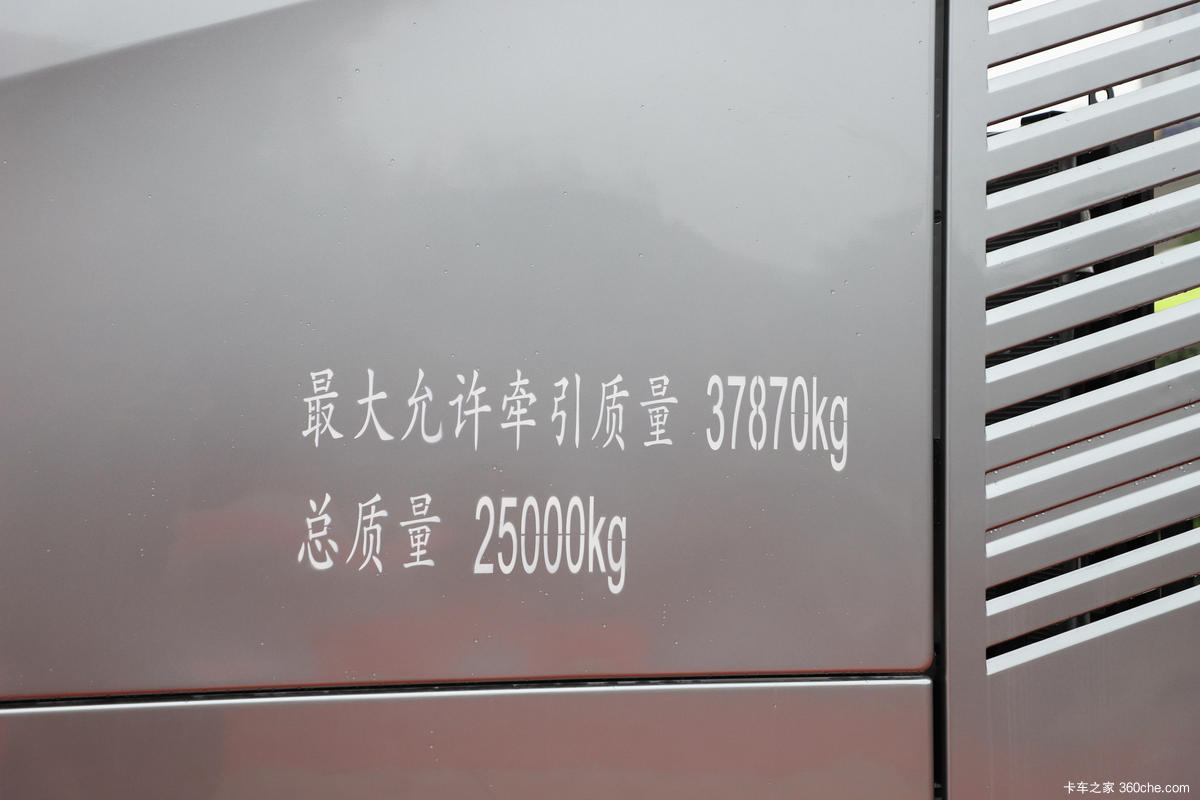 最大允许牵引质量 37870kg
总质量 25000kg
卡车之家 360che.com